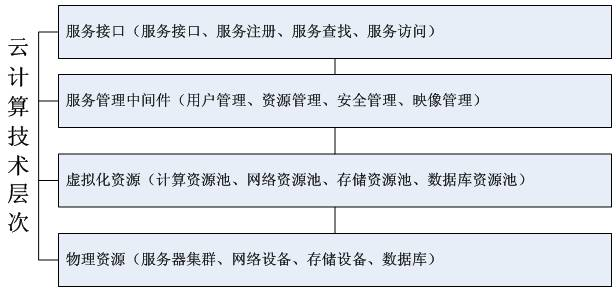 云计算技术层次
服务接口（服务接口、服务注册、服务查找、服务访问）
服务管理中间件（用户管理、资源管理、安全管理、映像管理）
虚拟化资源（计算资源池、网络资源池、存储资源池、数据库资源池）
物理资源（服务器集群、网络设备、存储设备、数据库）